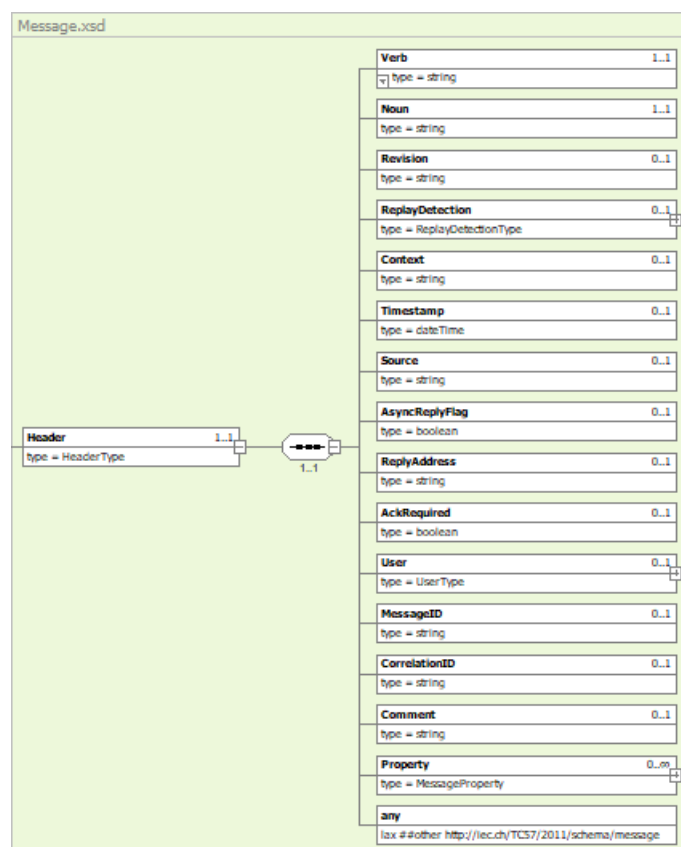 Message.xsd
Verb 1..1
type = string
Noun 1..1
type = string
Revision 0..1
type = string
ReplayDetection 0..1
type = ReplayDetectionType
Context 0..1
type = string
Timestamp 0..1
type = dateTime
Source 0..1
type = string
AsyncReplyFlag 0..1
type = boolean
Header 1..1
type = HeaderType
1..1
ReplyAddress 0..1
type = string
AckRequired 0..1
type = boolean
User 0..1
type = UserType
MessageID 0..1
type = string
CorrelationID 0..1
type = string
Comment 0..1
type = string
Property 0..∞
type = MessageProperty
any
lax ##other http://iec.ch/TC57/2011/schema/message